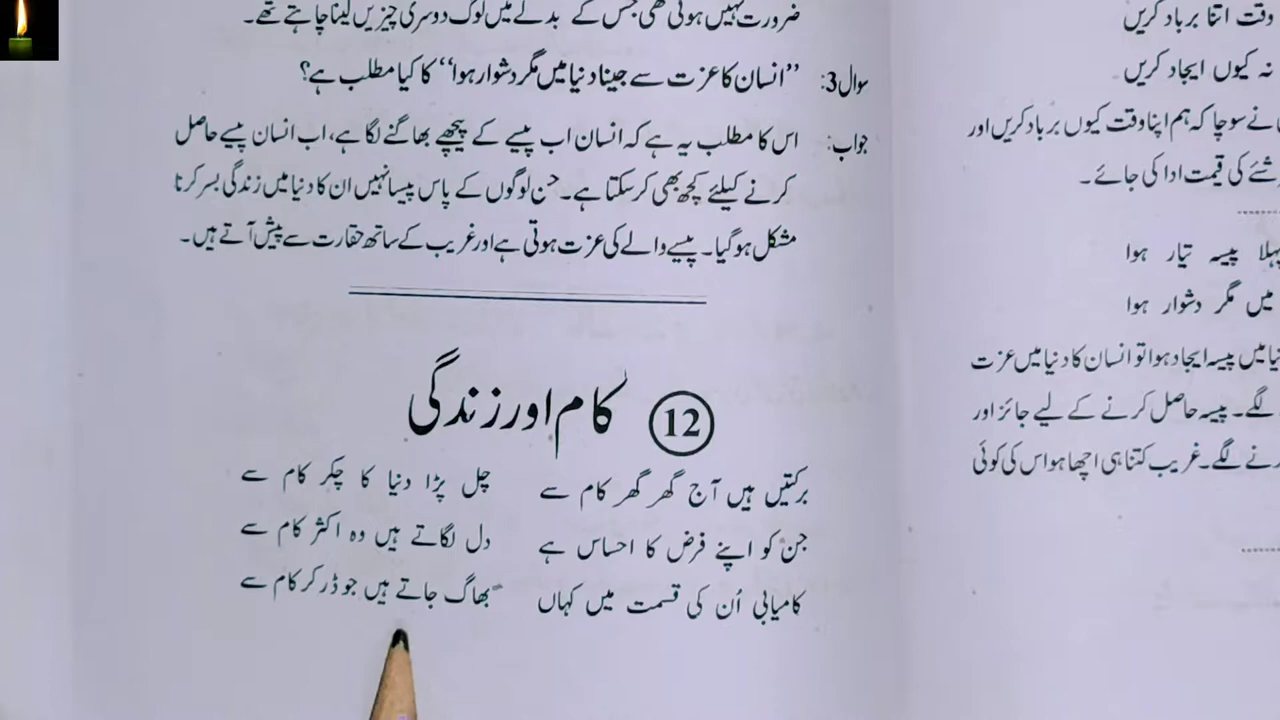 ضرورت نہیں ہوتی تھی جس کے بدلے میں لوگ دوسری چیزیں لینا چاہتے تھے۔
سوال3: ’’انسان کا عزت سے جینا دنیا میں مگر دشوار ہوا‘‘ کا کیا مطلب ہے؟
جواب: اس کا مطلب یہ ہے کہ انسان اب پیسے کے پیچھے بھاگنے لگا ہے، اب انسان پیسے حاصل
کرنے کیلئے کچھ بھی کر سکتا ہے۔ جن لوگوں کے پاس پیسا نہیں ان کا دنیا میں زندگی بسر کرنا
مشکل ہو گیا۔ پیسے والے کی عزت ہوتی ہے اور غریب کے ساتھ حقارت سے پیش آتے ہیں۔
12 کام اور زندگی
برکتیں ہیں آج گھر گھر کام سے چل پڑا دنیا کا چکر کام سے
جن کو اپنے فرض کا احساس ہے دل لگاتے ہیں وہ اکثر کام سے
کامیابی اُن کی قسمت میں کہاں بھاگ جاتے ہیں جو ڈر کر کام سے
وقت اتنا برباد کریں
نہ کیوں ایجاد کریں
نے سوچا کہ ہم اپنا وقت کیوں برباد کریں اور
شئے کی قیمت ادا کی جائے۔
پہلا پیسہ تیار ہوا
میں مگر دشوار ہوا
میں پیسہ ایجاد ہوا تو انسان کا دنیا میں عزت
لگے۔ پیسہ حاصل کرنے کے لیے جائز اور
نے لگے۔ غریب کتنا ہی اچھا ہو اس کی کوئی